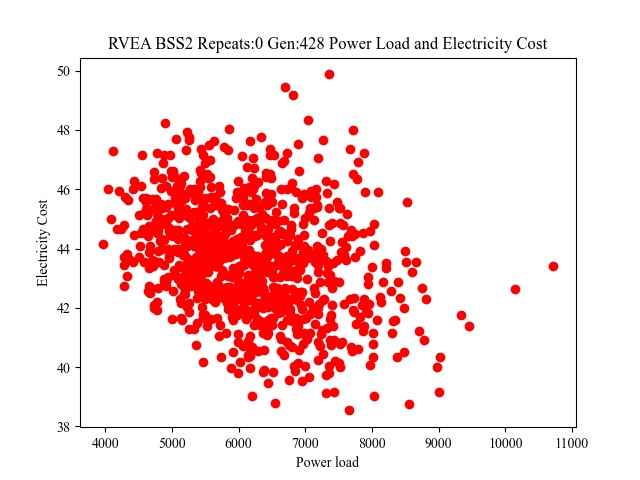 RVEA BSS2 Repeats:0 Gen:428 Power Load and Electricity Cost
50
48
46
44
42
40
38
Electricity Cost
4000 5000 6000 7000 8000 9000 10000 11000
Power load